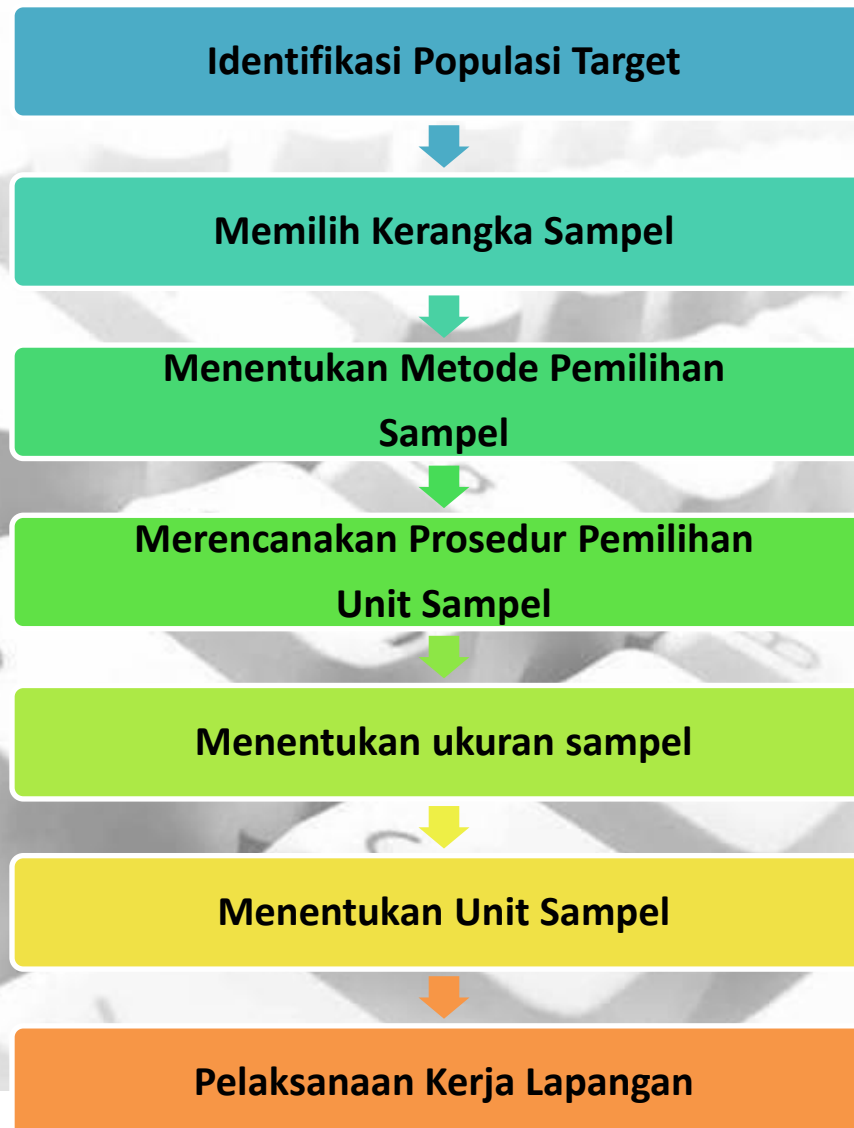 Identifikasi Populasi Target
Memilih Kerangka Sampel
Menentukan Metode Pemilihan
Sampel
Merencanakan Prosedur Pemilihan
Unit Sampel
Menentukan ukuran sampel
Menentukan Unit Sampel
Pelaksanaan Kerja Lapangan